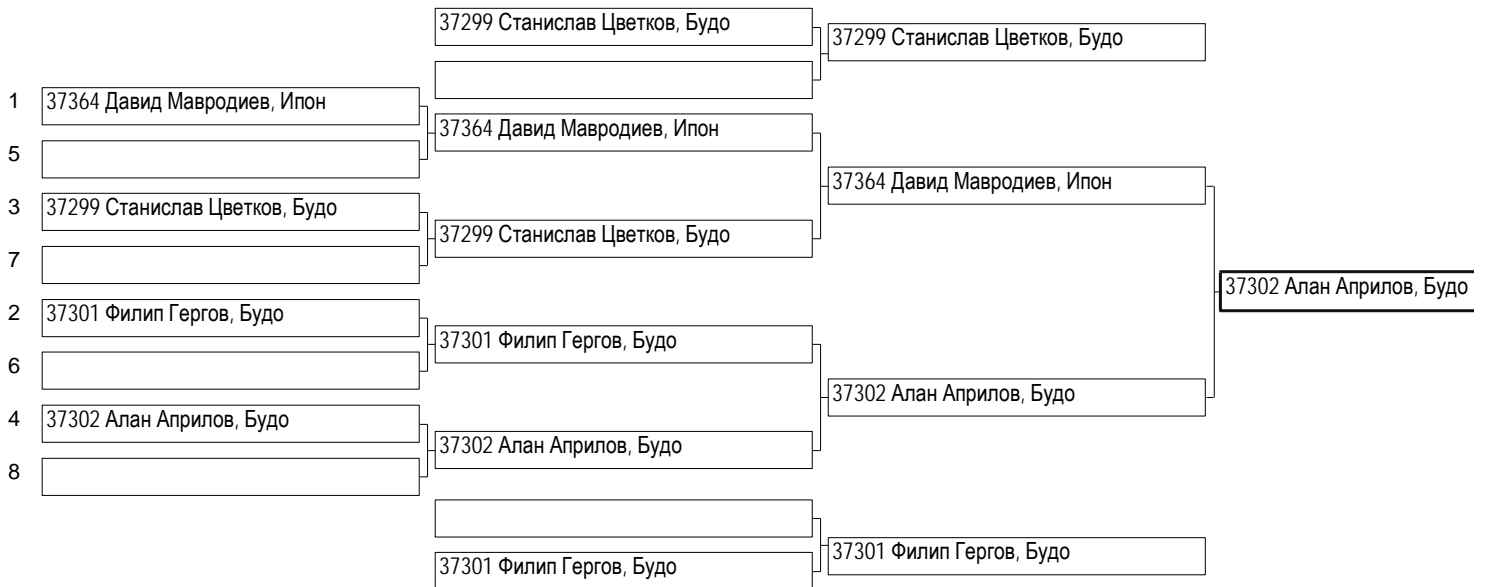 37299 Станислав Цветков, Будо
37299 Станислав Цветков, Будо
1 37364 Давид Мавродиев, Ипон
37364 Давид Мавродиев, Ипон
5
37364 Давид Мавродиев, Ипон
3 37299 Станислав Цветков, Будо
37299 Станислав Цветков, Будо
7
37302 Алан Априлов, Будо
2 37301 Филип Гергов, Будо
37301 Филип Гергов, Будо
6
37302 Алан Априлов, Будо
4 37302 Алан Априлов, Будо
37302 Алан Априлов, Будо
8
37301 Филип Гергов, Будо
37301 Филип Гергов, Будо